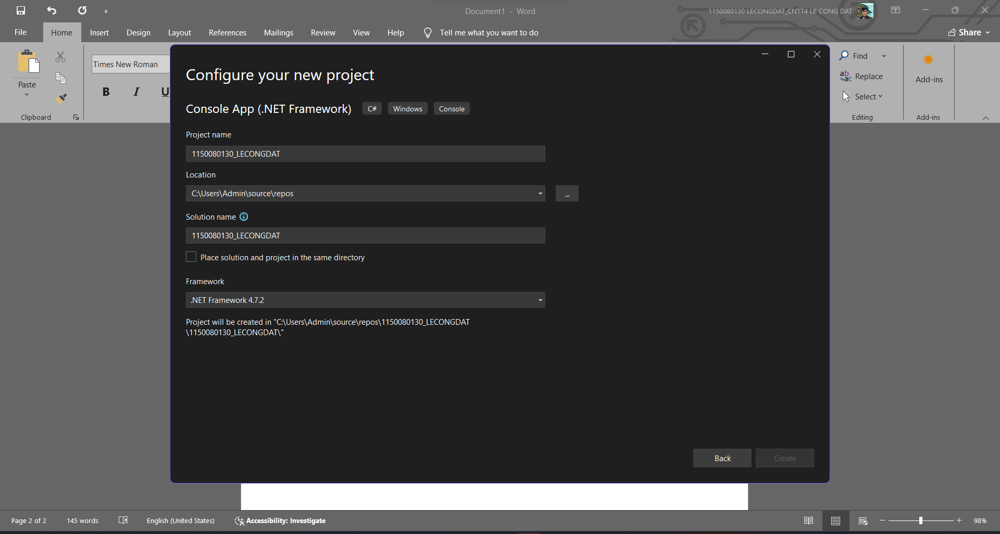 Document1 - Word
1150080130 LECONGDAT_CNTT4 LE CONG DAT
File Home Insert Design Layout References Mailings Review View Help Tell me what you want to do Share
Paste
Clipboard
Times New Roman
B I U
Find
Replace
Select
Editing
Add-ins
Add-ins
Configure your new project
Console App (.NET Framework) C# Windows Console
Project name
1150080130_LECONGDAT
Location
C:\Users\Admin\source\repos
...
Solution name
1150080130_LECONGDAT
Place solution and project in the same directory
Framework
.NET Framework 4.7.2
Project will be created in "C:\Users\Admin\source\repos\1150080130_LECONGDAT
\1150080130_LECONGDAT\"
Back Create
Page 2 of 2 145 words English (United States) Accessibility: Investigate 98%